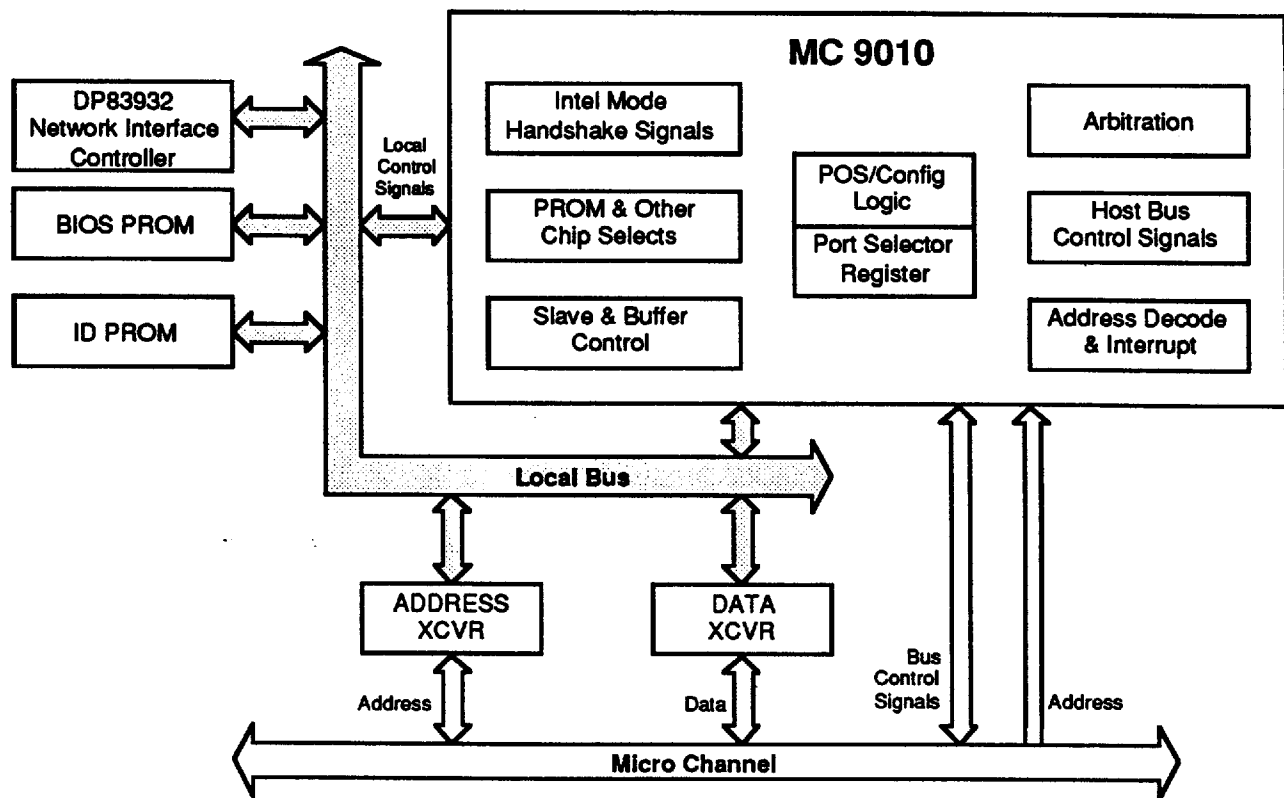 MC 9010
DP83932
Network Interface
Controller
BIOS PROM
ID PROM
Local
Control
Signals
Intel Mode
Handshake Signals
PROM & Other
Chip Selects
Slave & Buffer
Control
POS/Config
Logic
Port Selector
Register
Arbitration
Host Bus
Control Signals
Address Decode
& Interrupt
Local Bus
ADDRESS
XCVR
DATA
XCVR
Address
Data
Bus
Control
Signals
Address
Micro Channel